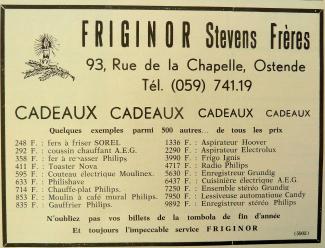 FRIGINOR Stevens Frères
93, Rue de la Chapelle, Ostende
Tél. (059) 741.19
CADEAUX CADEAUX CADEAUX CADEAUX
Quelques exemples parmi 500 autres... de tous les prix
248 F. : fers à friser SOREL
292 F. : coussin chauffant A.E.G.
358 F. : fer à repasser Philips
411 F. : Toaster Nova
595 F. : Couteau électrique Moulinex.
633 F. : Philishave
714 F. : Chauffe-plat Philips.
853 F. : Moulin à café mural Philips
835 F. : Gauffrier Philips.
1336 F. : Aspirateur Hoover
2290 F. : Aspirateur Electrolux
3990 F. : Frigo Ignis
4717 F. : Radio Philips
5630 F. : Enregistreur Grundig
6437 F. : Cuisinière électrique A.E.G.
7250 F. : Ensemble stéréo Grundig
7950 F. : Lessiveuse automatique Candy
9892 F. : Enregistreur stéréo Philips
N'oubliez pas vos billets de la tombola de fin d'année
Et toujours l'impeccable service FRIGINOR